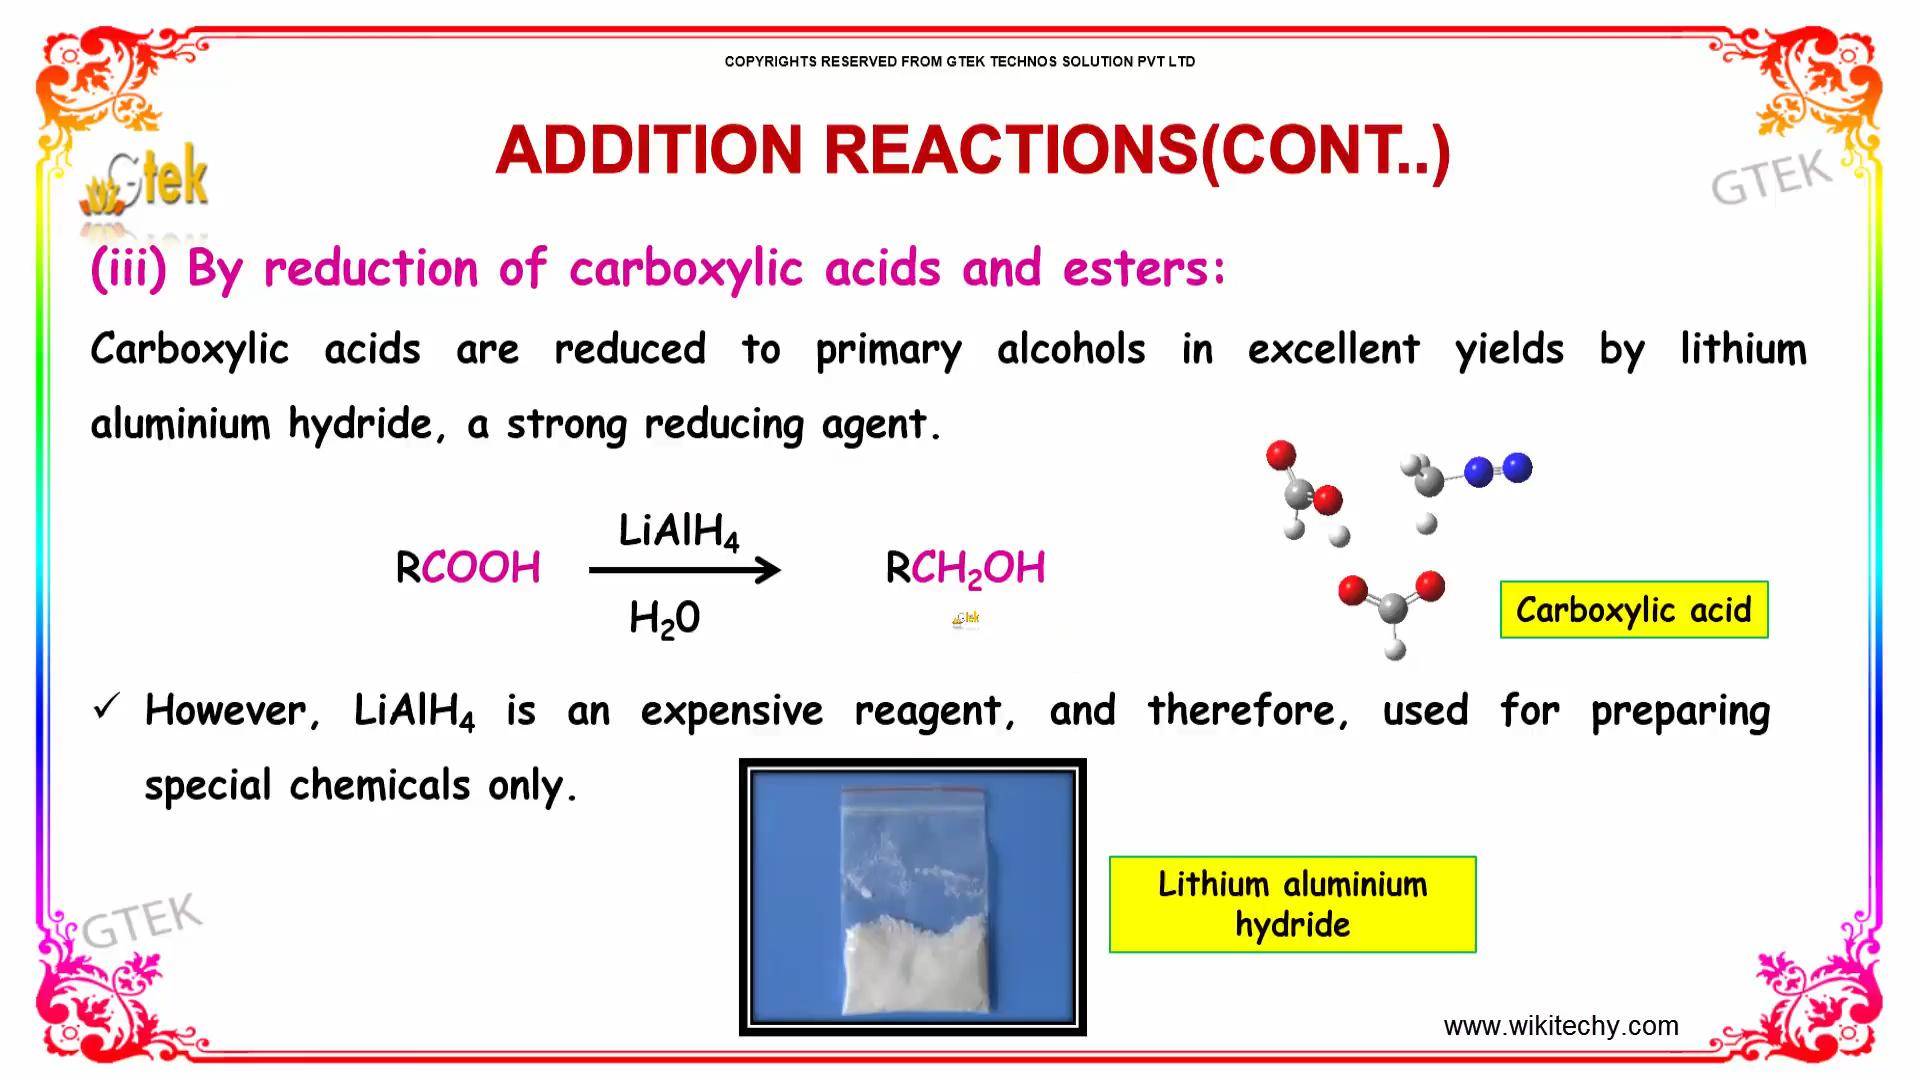 COPYRIGHTS RESERVED FROM GTEK TECHNOS SOLUTION PVT LTD
ADDITION REACTIONS(CONT..)
Gtek
GTEK
(iii) By reduction of carboxylic acids and esters:
Carboxylic acids are reduced to primary alcohols in excellent yields by lithium
aluminium hydride, a strong reducing agent.
LiAlH₄
RCOOH
RCH₂OH
H₂0
Gtek
Carboxylic acid
✓ However, LiAlH₄ is an expensive reagent, and therefore, used for preparing
special chemicals only.
Lithium aluminium
hydride
GTEK
www.wikitechy.com